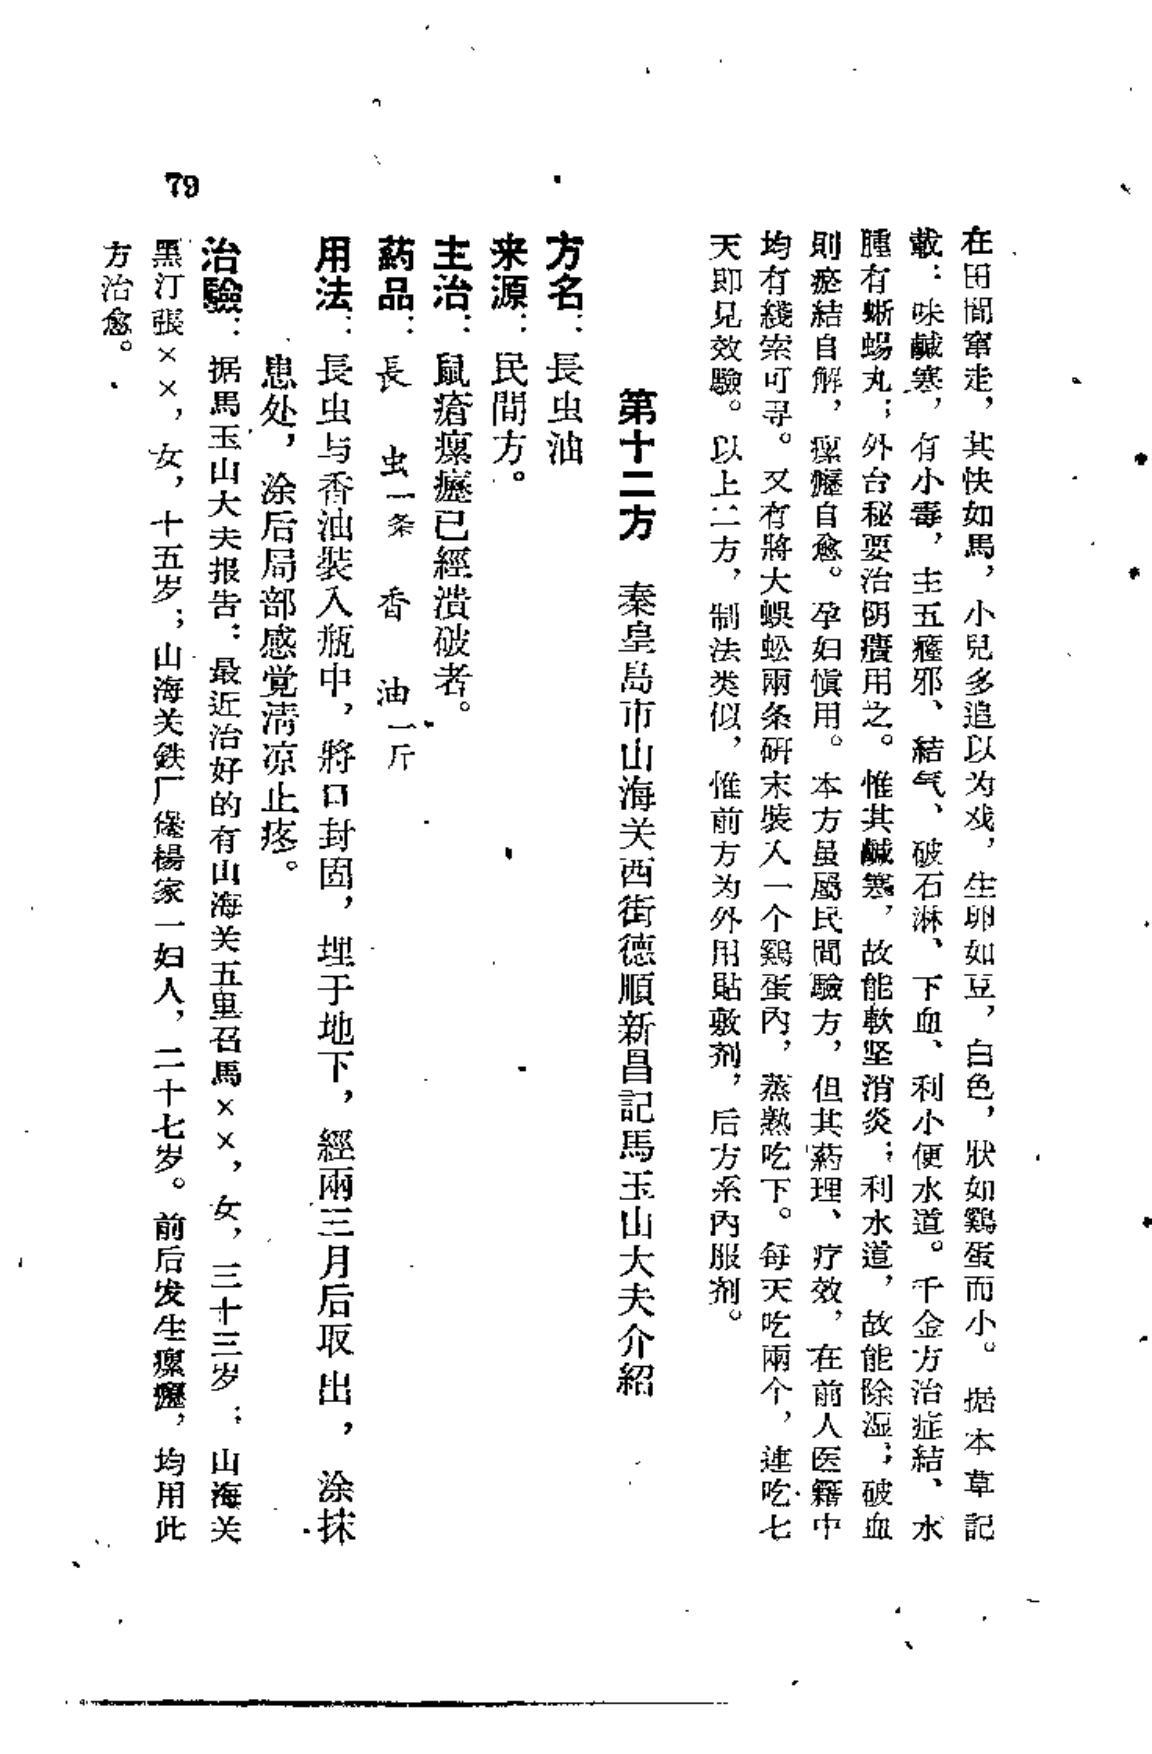 在田間窜走，其快如馬，小兒多追以为戏，生卵如豆，白色，狀如鷄蛋而小。据本草記
載：味鹹寒，有小毒，主五癃邪、結气、破石淋、下血、利小便水道。千金方治症結、水
腫有蜥蜴丸；外台秘要治阴㿉用之。惟其鹹寒，故能軟坚消炎；利水道，故能除湿；破血
則瘀結自解，瘰癧自愈。孕妇愼用。本方虽屬民間驗方，但其葯理、疗效，在前人医籍中
均有綫索可寻。又有將大蜈蚣兩条研末裝入一个鷄蛋內，蒸熟吃下。每天吃兩个，連吃七
天即見效驗。以上二方，制法类似，惟前方为外用貼敷剂，后方系內服剂。
第十二方　秦皇島市山海关西街德順新昌記馬玉山大夫介紹
方名：長虫油
来源：民間方。
主治：鼠瘡瘰癧已經潰破者。
葯品：長　虫一条　香　油一斤
用法：長虫与香油裝入瓶中，將口封固，埋于地下，經兩三月后取出，涂抹
患处，涂后局部感覚清凉止疼。
治驗：据馬玉山大夫报告：最近治好的有山海关五里召馬××，女，三十三岁；山海关
黑汀張××，女，十五岁；山海关鉄厂堡楊家一妇人，二十七岁。前后发生瘰癧，均用此
方治愈。
79